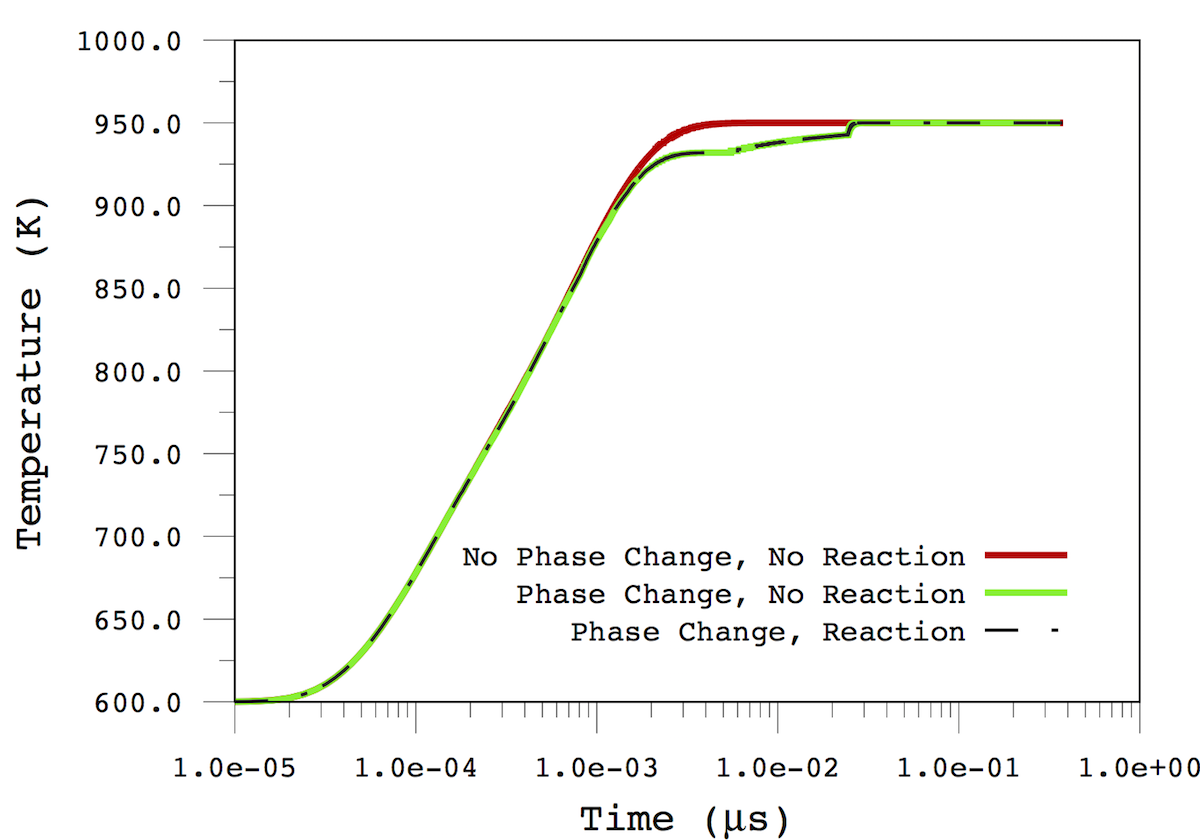 1000.0
950.0
900.0
850.0
800.0
750.0
700.0
650.0
600.0
Temperature (K)
No Phase Change, No Reaction
Phase Change, No Reaction
Phase Change, Reaction
1.0e-05 1.0e-04 1.0e-03 1.0e-02 1.0e-01 1.0e+00
Time (μs)